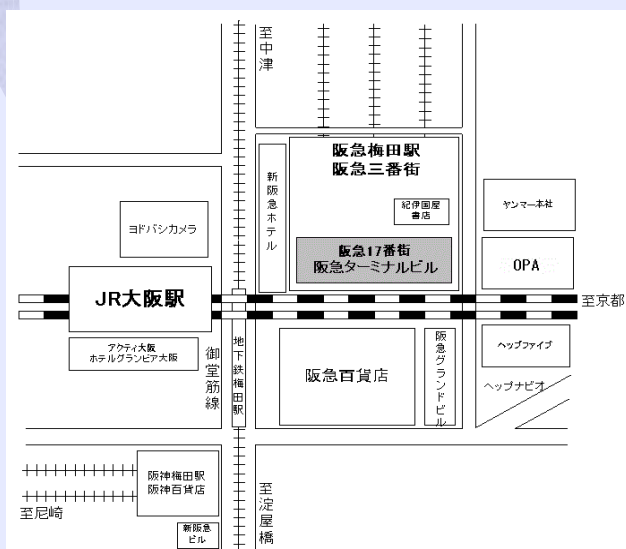 至中津
阪急梅田駅
阪急三番街
新阪急ホテル
紀伊国屋
書店
ヤンマー本社
ヨドバシカメラ
阪急17番街
阪急ターミナルビル
OPA
JR大阪駅
至京都
アクティ大阪
ホテルグランビア大阪
御堂筋線
地下鉄梅田駅
阪急百貨店
阪急グランドビル
ヘップファイブ
ヘップナビオ
阪神梅田駅
阪神百貨店
至尼崎
新阪急
ビル
至淀屋橋